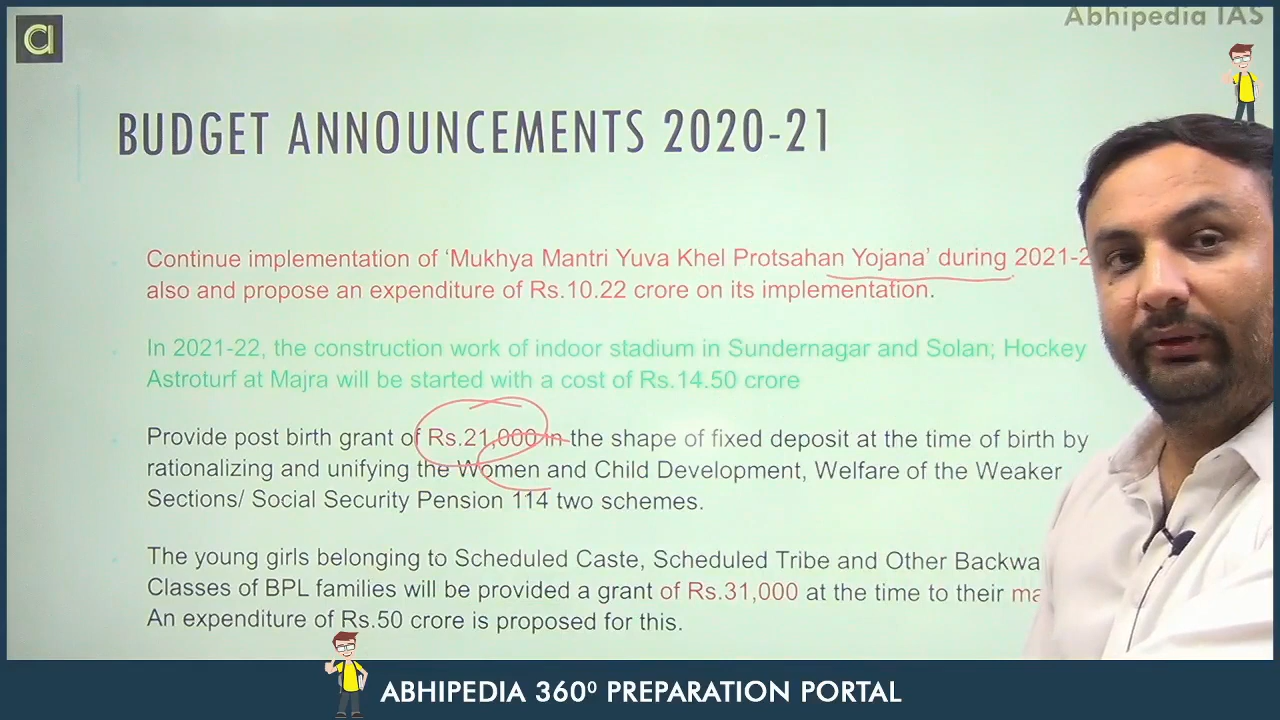 Abhipedia IAS
BUDGET ANNOUNCEMENTS 2020-21
Continue implementation of ‘Mukhya Mantri Yuva Khel Protsahan Yojana’ during 2021-2
also and propose an expenditure of Rs.10.22 crore on its implementation.
In 2021-22, the construction work of indoor stadium in Sundernagar and Solan; Hockey
Astroturf at Majra will be started with a cost of Rs.14.50 crore
Provide post birth grant of Rs.21,000 in the shape of fixed deposit at the time of birth by
rationalizing and unifying the Women and Child Development, Welfare of the Weaker
Sections/ Social Security Pension 114 two schemes.
The young girls belonging to Scheduled Caste, Scheduled Tribe and Other Backwa
Classes of BPL families will be provided a grant of Rs.31,000 at the time to their ma
An expenditure of Rs.50 crore is proposed for this.
ABHIPEDIA 360⁰ PREPARATION PORTAL